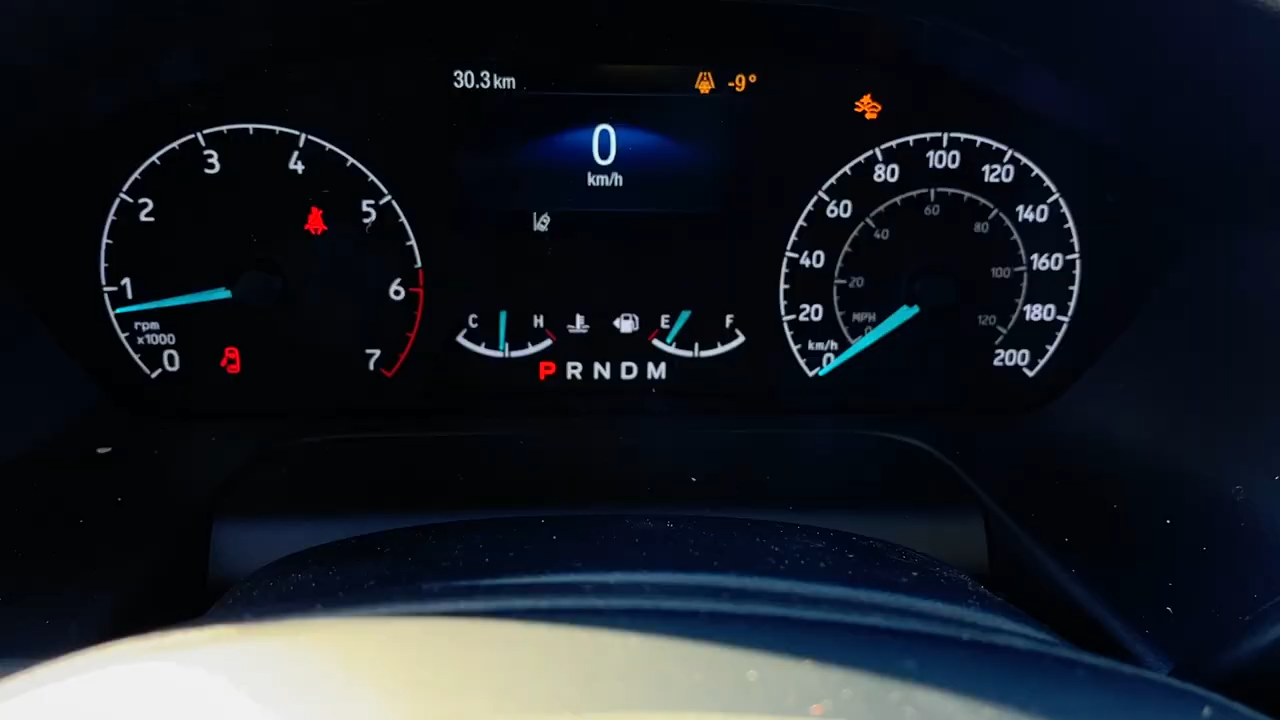 30.3 km
-9°
0
km/h
0 1 2 3 4 5 6 7
rpm
x1000
C H
E F
P R N D M
0 20 40 60 80 100 120 140 160 180 200
km/h
0 20 40 60 80 100 120
MPH